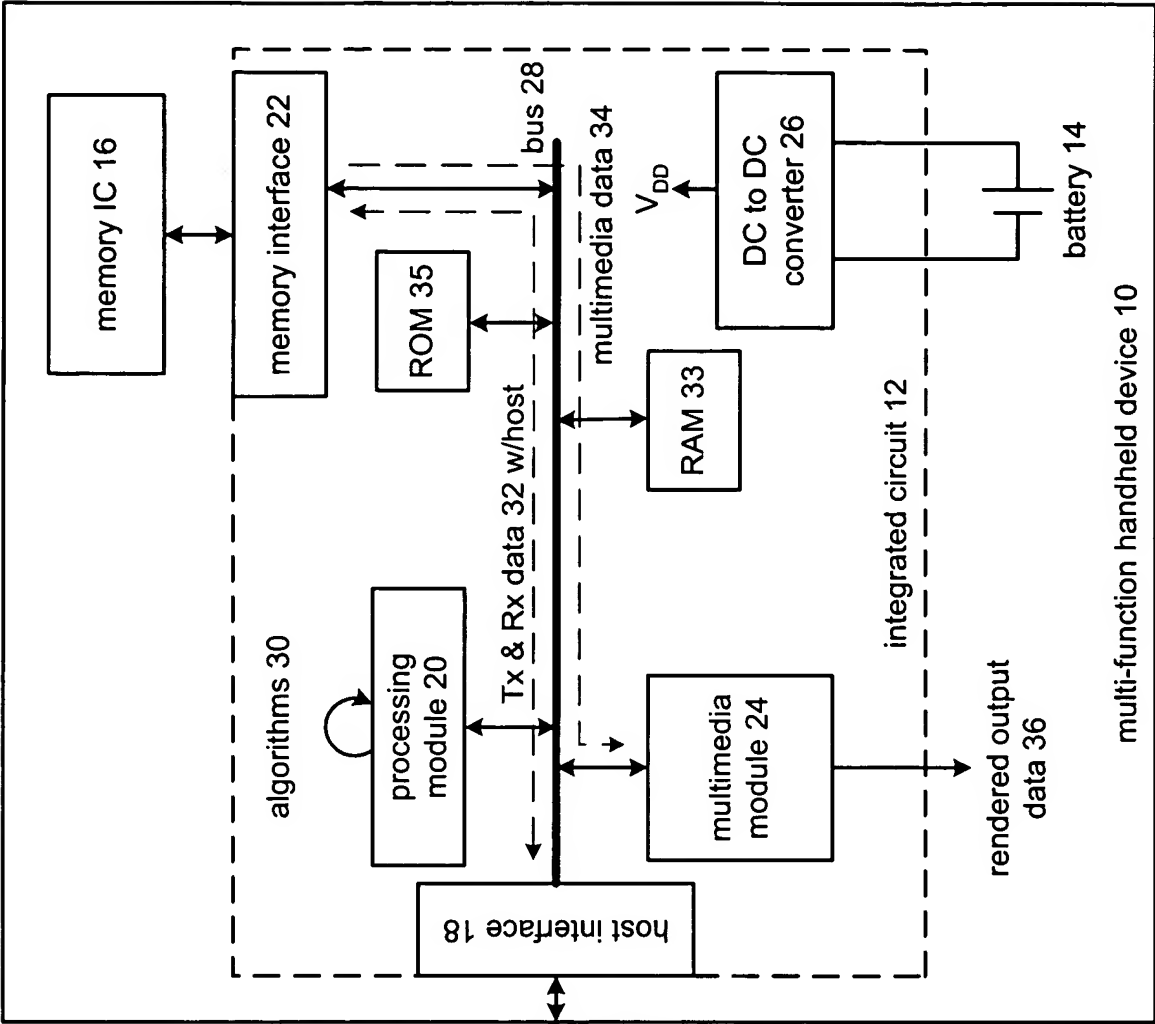 memory IC 16
memory interface 22
bus 28
algorithms 30
processing
module 20
ROM 35
Tx & Rx data 32 w/host
multimedia data 34
host interface 18
multimedia
module 24
RAM 33
V_DD
DC to DC
converter 26
integrated circuit 12
rendered output
data 36
battery 14
multi-function handheld device 10